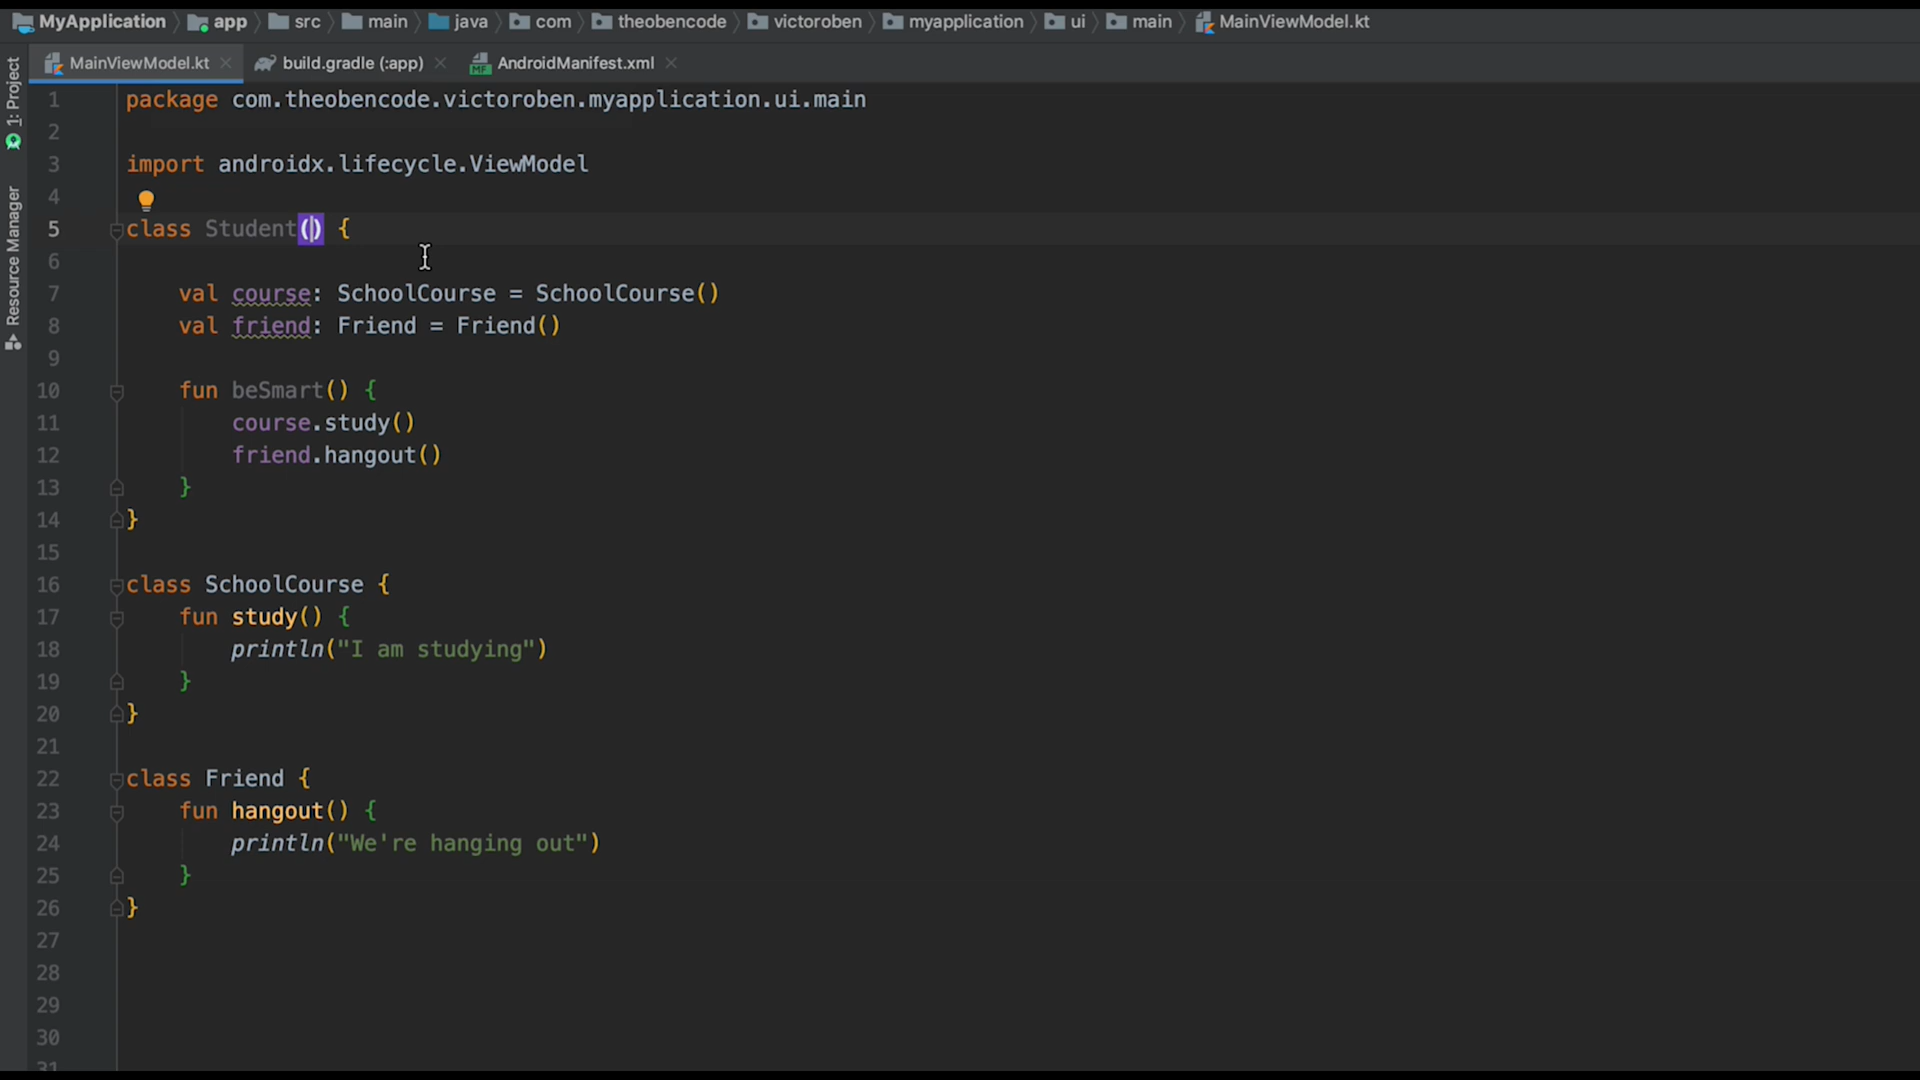 MyApplication app src main java com theobencode victoroben myapplication ui main MainViewModel.kt
MainViewModel.kt build.gradle (:app) AndroidManifest.xml
1: Project
Resource Manager
1 package com.theobencode.victoroben.myapplication.ui.main
2
3 import androidx.lifecycle.ViewModel
4
5 class Student() {
6
7 val course: SchoolCourse = SchoolCourse()
8 val friend: Friend = Friend()
9
10 fun beSmart() {
11 course.study()
12 friend.hangout()
13 }
14 }
15
16 class SchoolCourse {
17 fun study() {
18 println("I am studying")
19 }
20 }
21
22 class Friend {
23 fun hangout() {
24 println("We're hanging out")
25 }
26 }
27
28
29
30
31